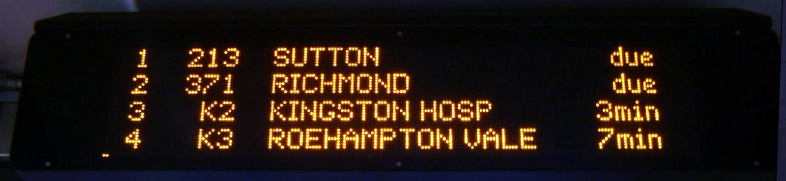 1 213 SUTTON due
2 371 RICHMOND due
3 K2 KINGSTON HOSP 3min
4 K3 ROEHAMPTON VALE 7min